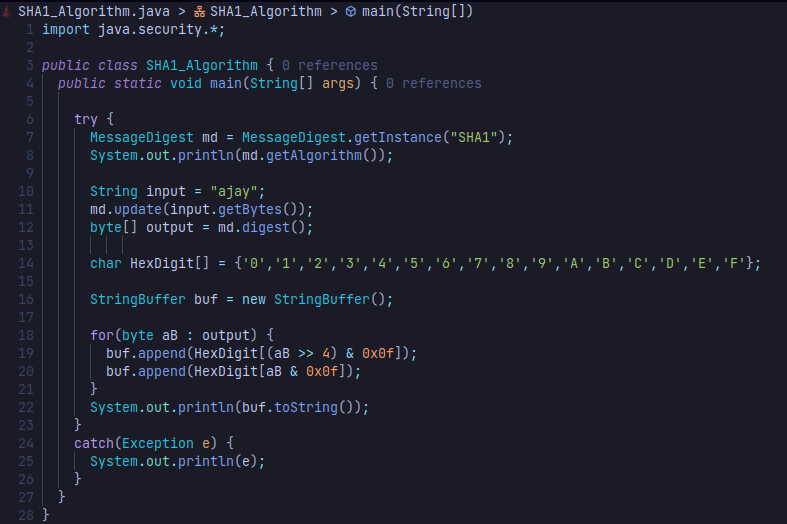 SHA1_Algorithm.java > SHA1_Algorithm > main(String[])
1 import java.security.*;
2
3 public class SHA1_Algorithm { 0 references
4   public static void main(String[] args) { 0 references
5
6     try {
7       MessageDigest md = MessageDigest.getInstance("SHA1");
8       System.out.println(md.getAlgorithm());
9
10       String input = "ajay";
11       md.update(input.getBytes());
12       byte[] output = md.digest();
13
14       char HexDigit[] = {'0','1','2','3','4','5','6','7','8','9','A','B','C','D','E','F'};
15
16       StringBuffer buf = new StringBuffer();
17
18       for(byte aB : output) {
19         buf.append(HexDigit[(aB >> 4) & 0x0f]);
20         buf.append(HexDigit[aB & 0x0f]);
21       }
22       System.out.println(buf.toString());
23     }
24     catch(Exception e) {
25       System.out.println(e);
26     }
27   }
28 }